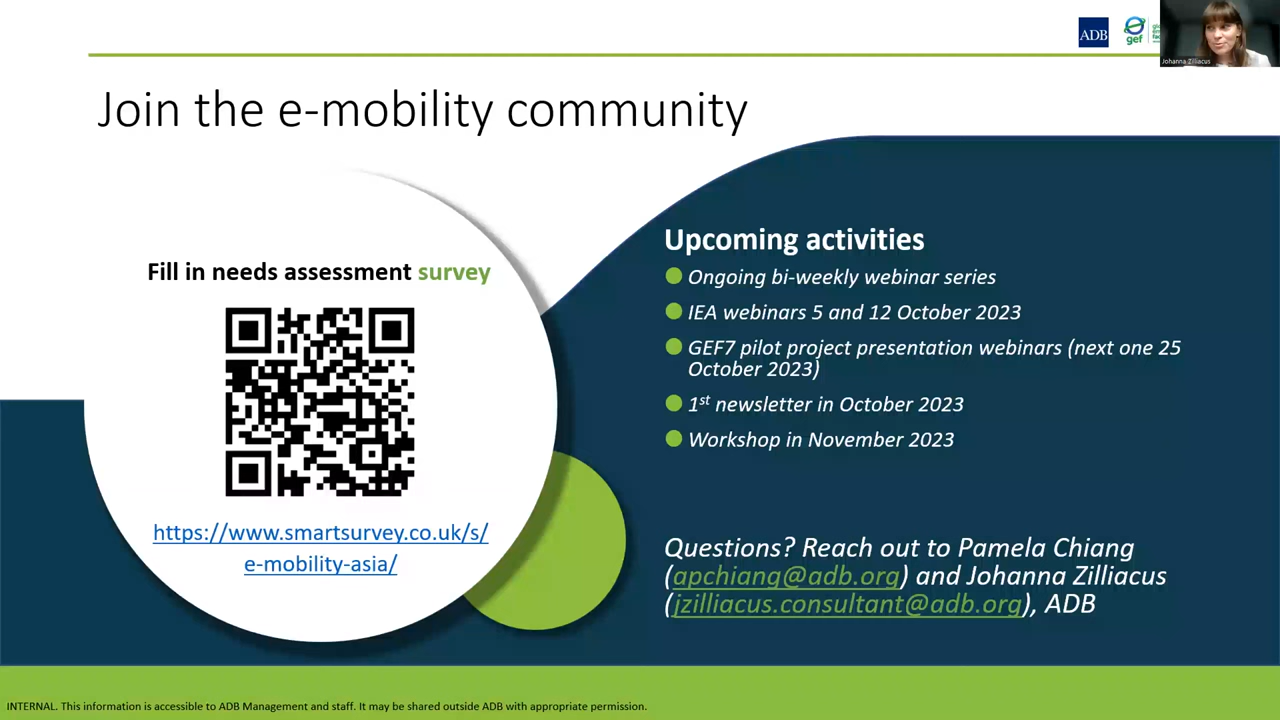 ADB
gef
Johanna Zilliacus
Join the e-mobility community
Fill in needs assessment survey
https://www.smartsurvey.co.uk/s/
e-mobility-asia/
Upcoming activities
Ongoing bi-weekly webinar series
IEA webinars 5 and 12 October 2023
GEF7 pilot project presentation webinars (next one 25
October 2023)
1st newsletter in October 2023
Workshop in November 2023
Questions? Reach out to Pamela Chiang
(apchiang@adb.org) and Johanna Zilliacus
(jzilliacus.consultant@adb.org), ADB
INTERNAL. This information is accessible to ADB Management and staff. It may be shared outside ADB with appropriate permission.